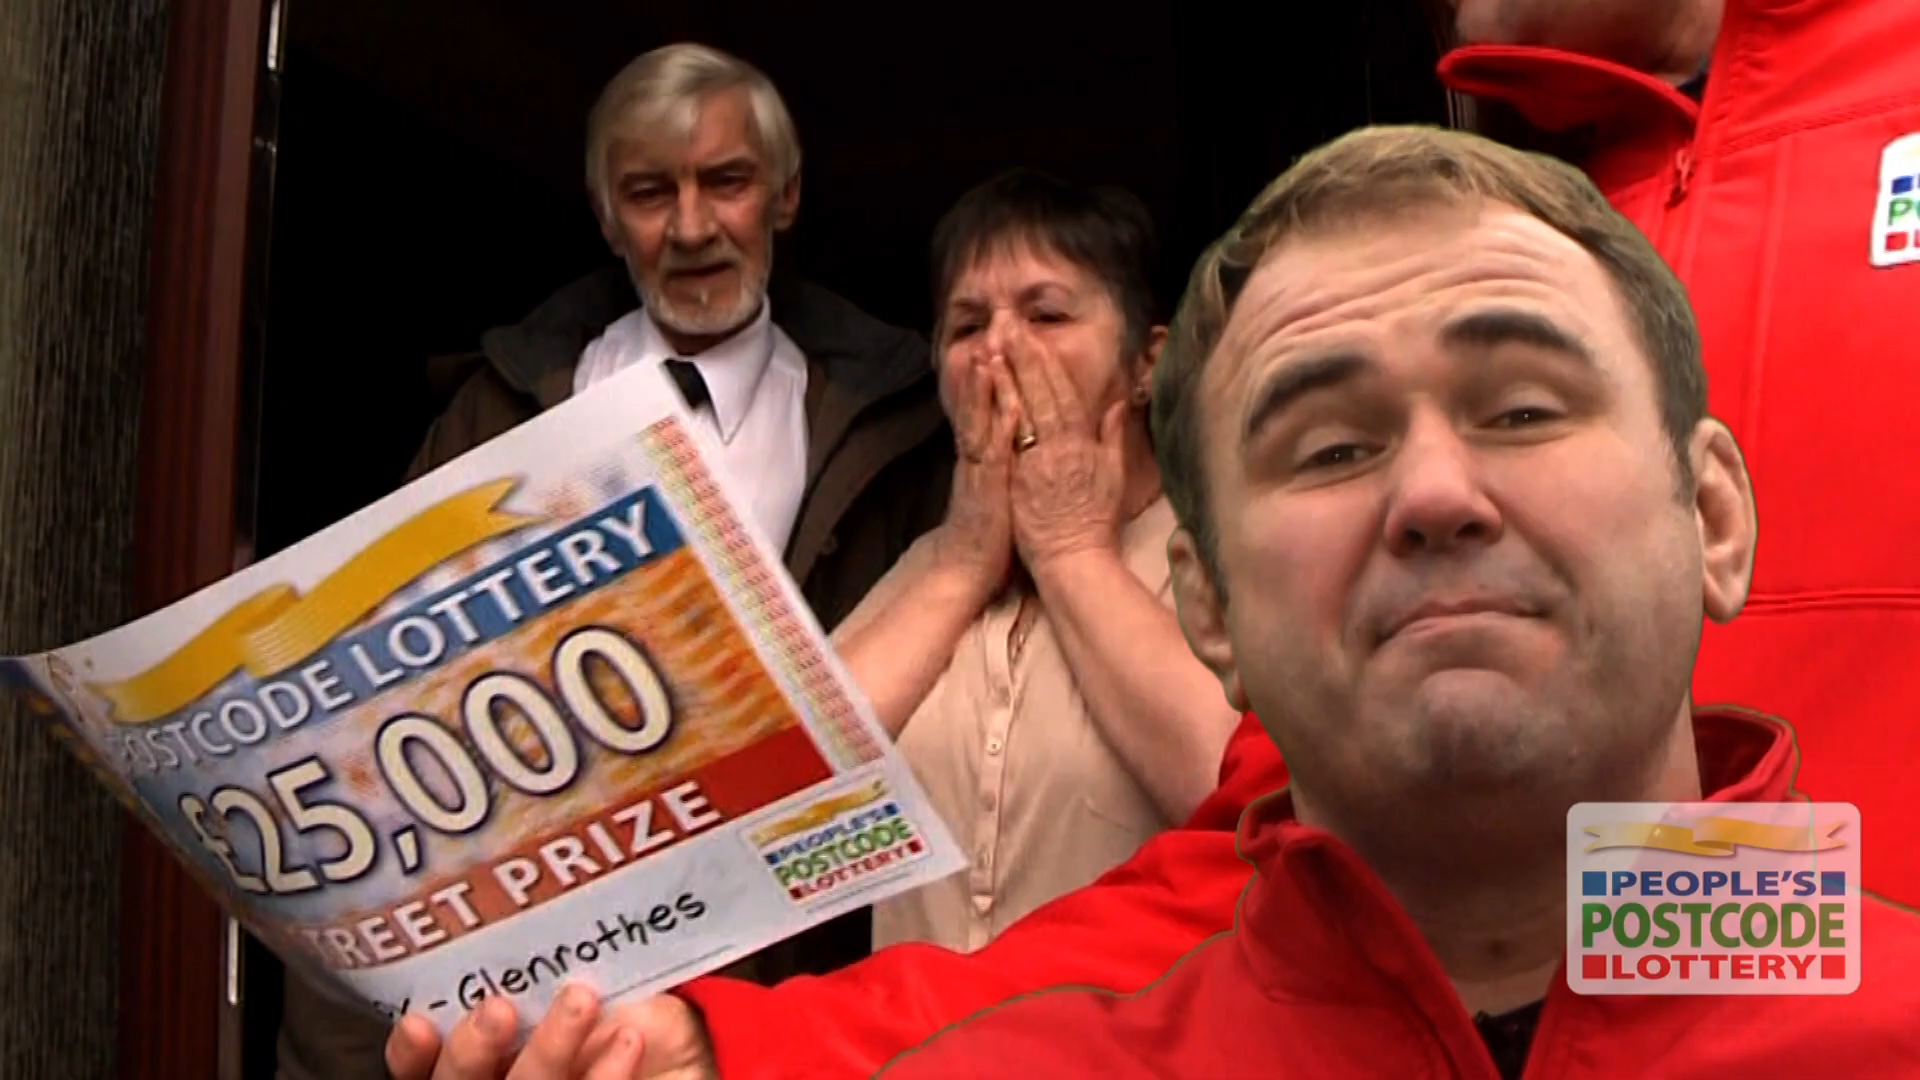 POSTCODE LOTTERY
£25,000
STREET PRIZE
- Glenrothes
PEOPLE'S
POSTCODE
LOTTERY
PEOPLE'S
POSTCODE
LOTTERY